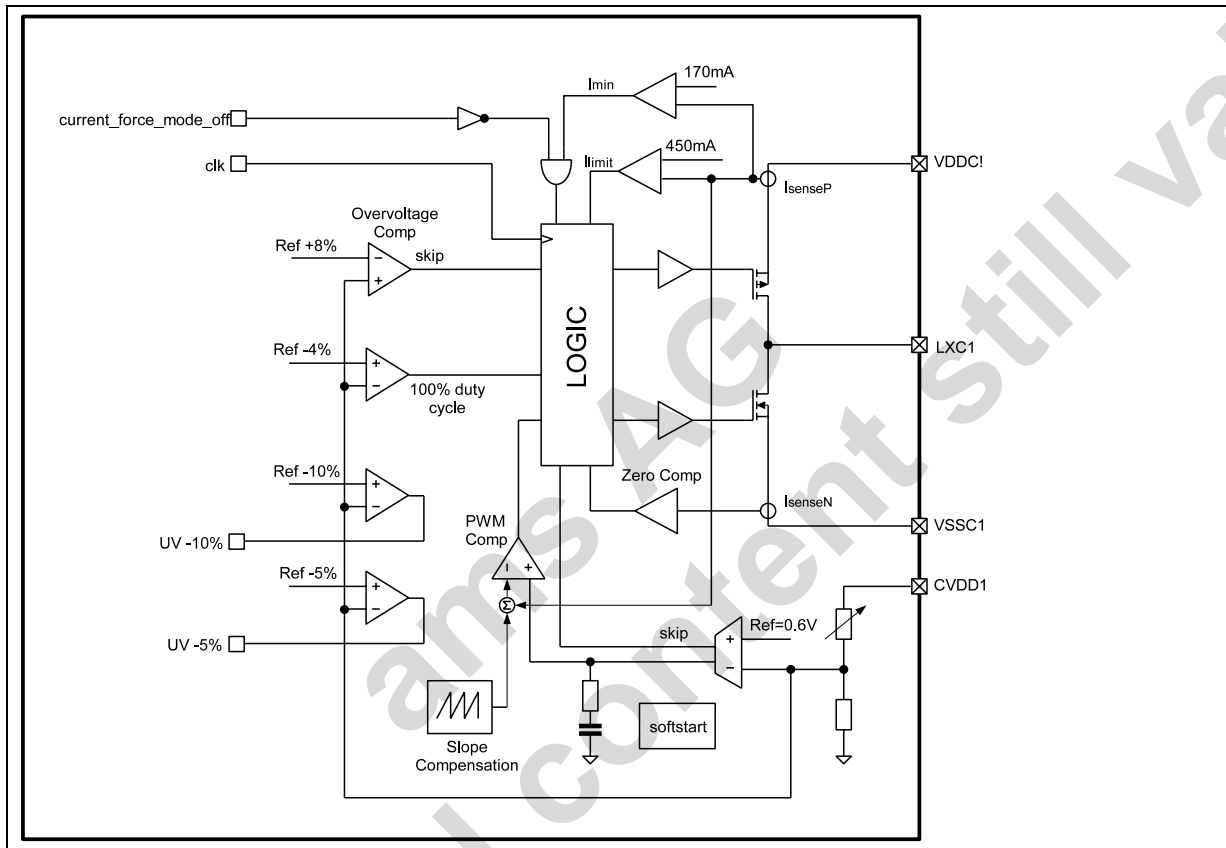 170mA
Imin
current_force_mode_off
450mA
clk
Ilimit
VDDC!
IsenseP
Overvoltage
Comp
Ref +8%
skip
−
+
LOGIC
Ref -4%
+
−
100% duty
cycle
LXC1
Ref -10%
+
−
Zero Comp
IsenseN
UV -10%
PWM
Comp
− +
VSSC1
Ref -5%
+
−
CVDD1
Σ
UV -5%
skip
Ref=0.6V
+
−
softstart
Slope
Compensation
ams AG
l content still va